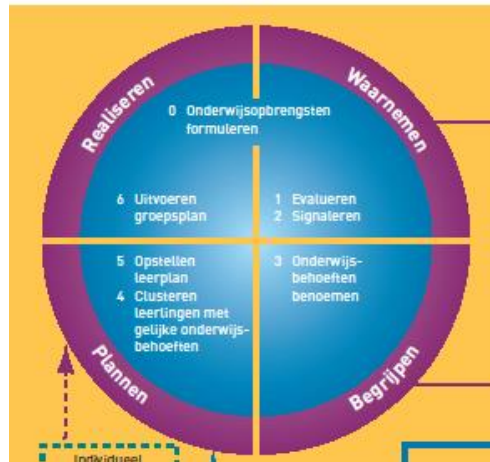 Realiseren
Waarnemen
0 Onderwijsopbrengsten
formuleren
6 Uitvoeren
groepsplan
1 Evalueren
2 Signaleren
5 Opstellen
leerplan
4 Clusteren
leerlingen met
gelijke onderwijs-
behoeften
3 Onderwijs-
behoeften
benoemen
Plannen
Begrijpen
Individueel